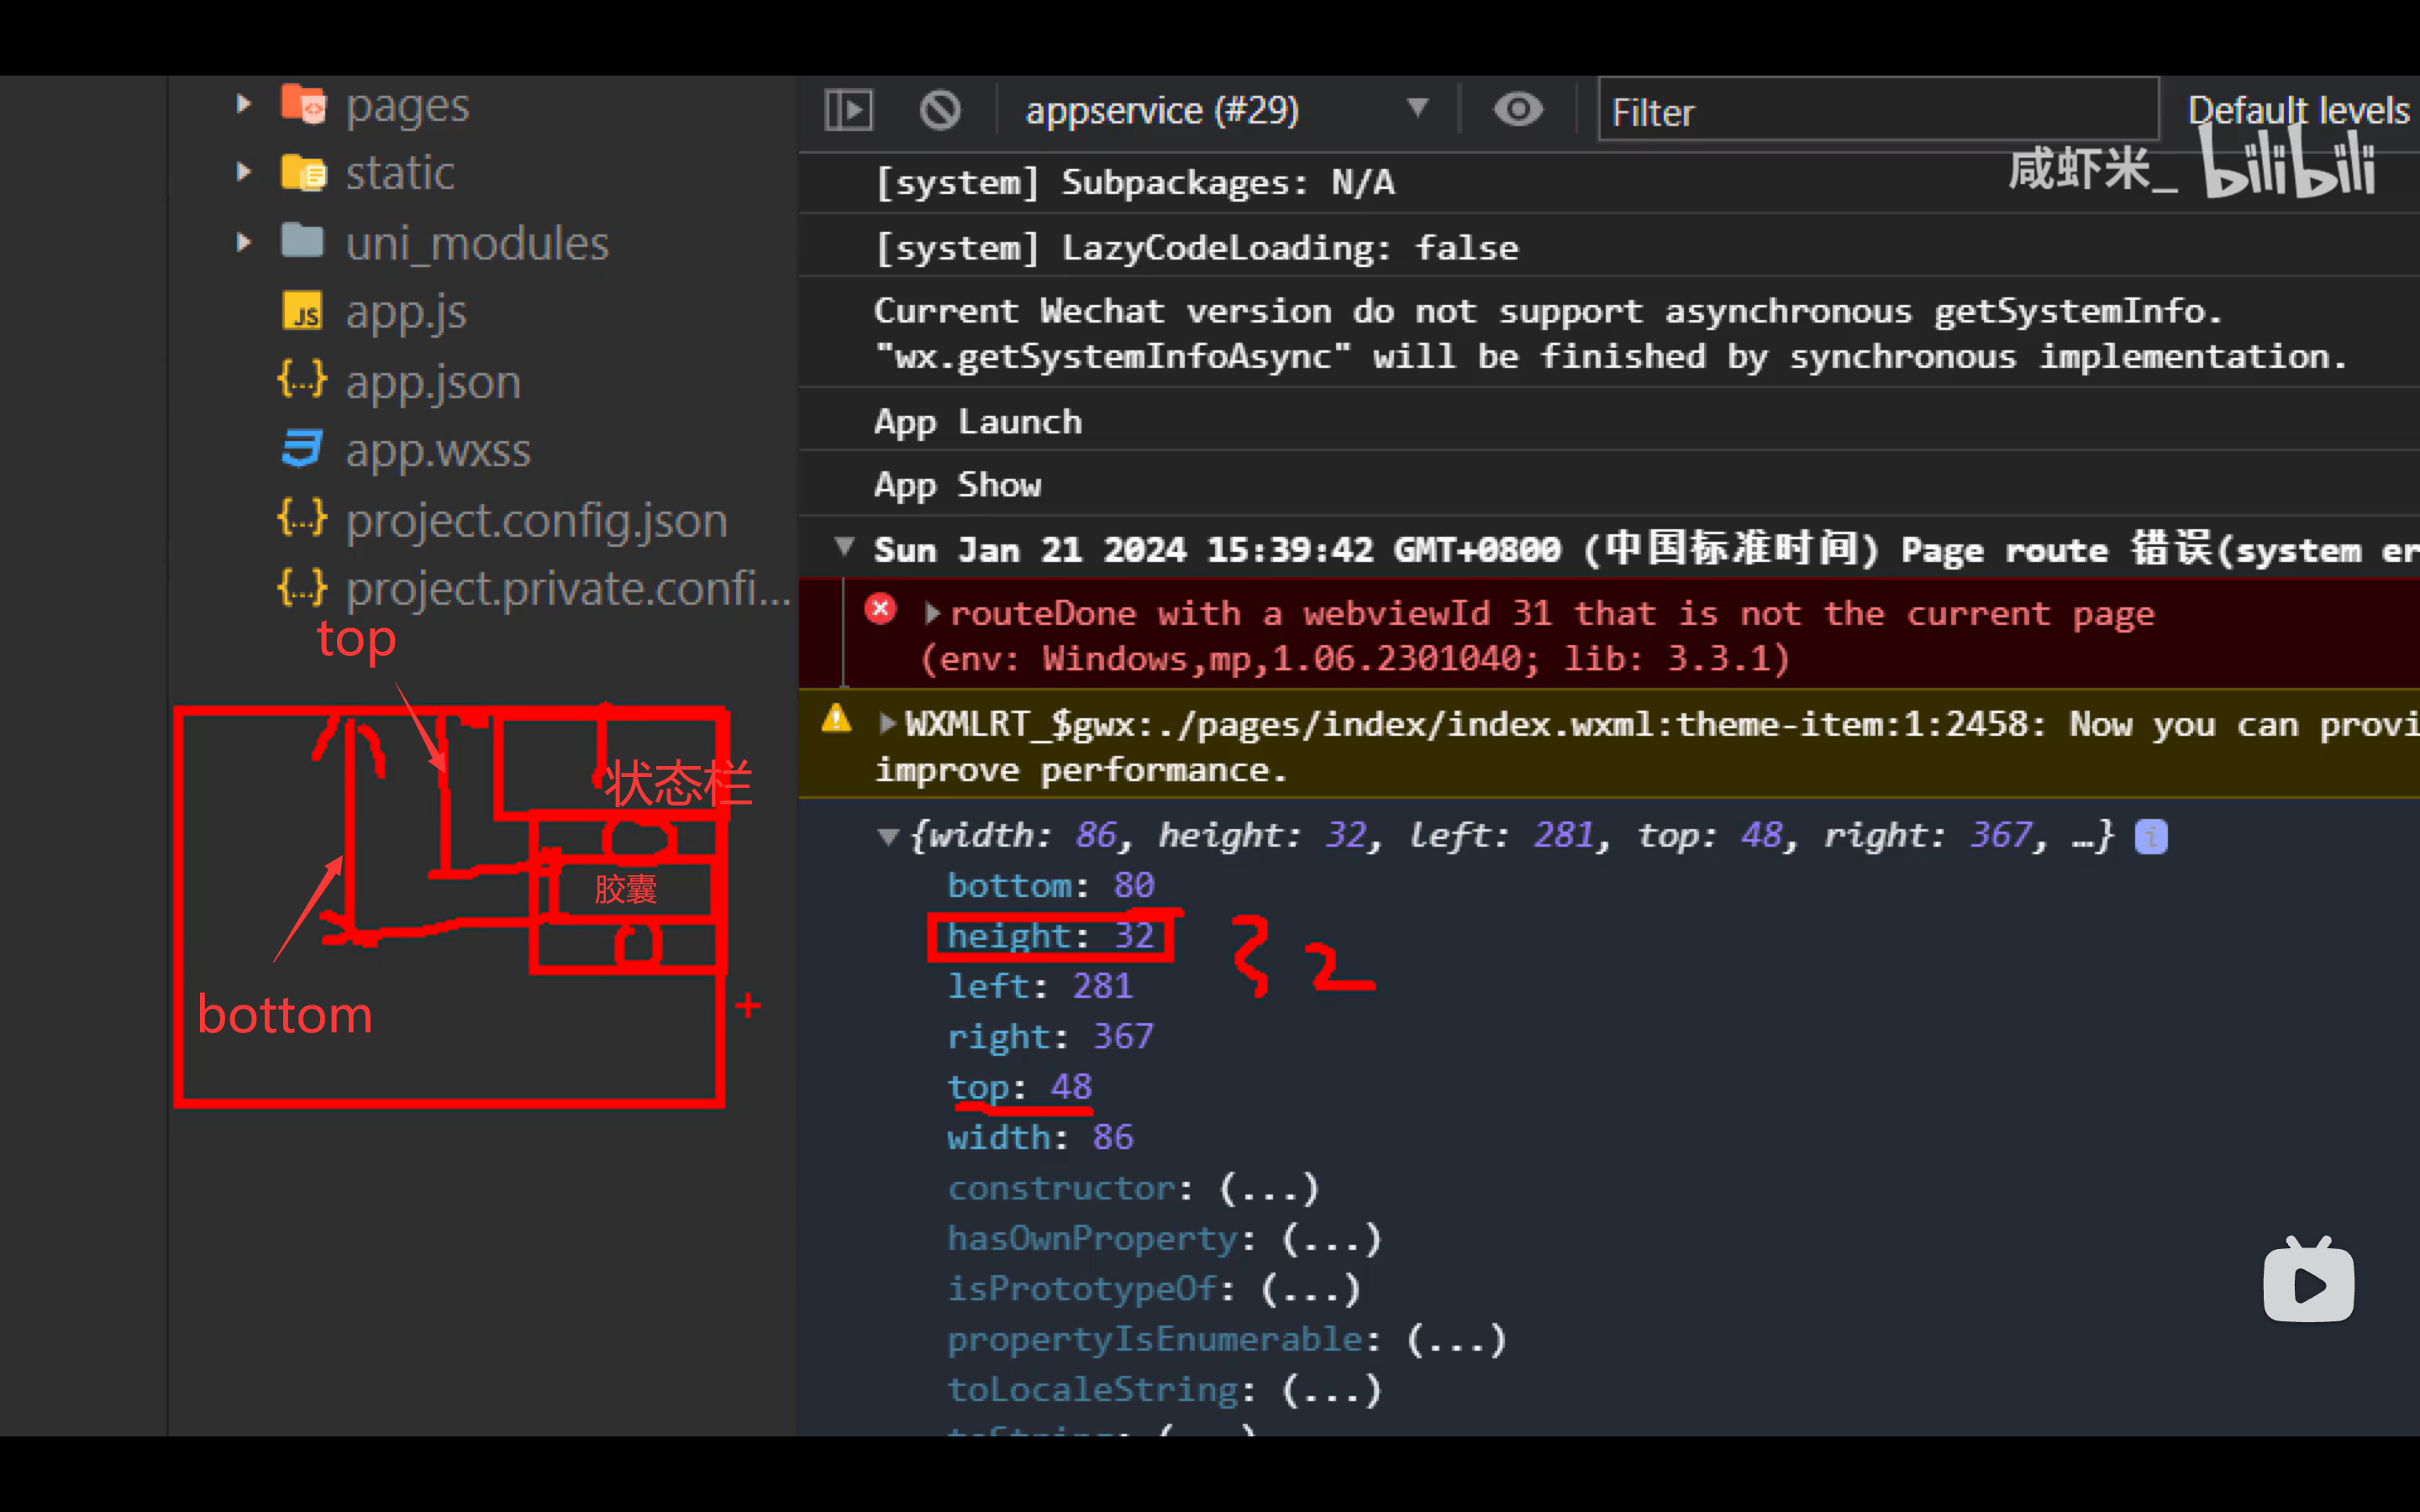 pages
static
uni_modules
app.js
app.json
app.wxss
project.config.json
project.private.confi...
top
状态栏
胶囊
bottom
appservice (#29)
Filter
Default levels
咸虾米_ bilibili
[system] Subpackages: N/A
[system] LazyCodeLoading: false
Current Wechat version do not support asynchronous getSystemInfo.
"wx.getSystemInfoAsync" will be finished by synchronous implementation.
App Launch
App Show
Sun Jan 21 2024 15:39:42 GMT+0800 (中国标准时间) Page route 错误(system er
routeDone with a webviewId 31 that is not the current page
(env: Windows,mp,1.06.2301040; lib: 3.3.1)
WXMLRT_$gwx:./pages/index/index.wxml:theme-item:1:2458: Now you can provi
improve performance.
{width: 86, height: 32, left: 281, top: 48, right: 367, …}
bottom: 80
height: 32
32
left: 281
right: 367
top: 48
width: 86
constructor: (...)
hasOwnProperty: (...)
isPrototypeOf: (...)
propertyIsEnumerable: (...)
toLocaleString: (...)